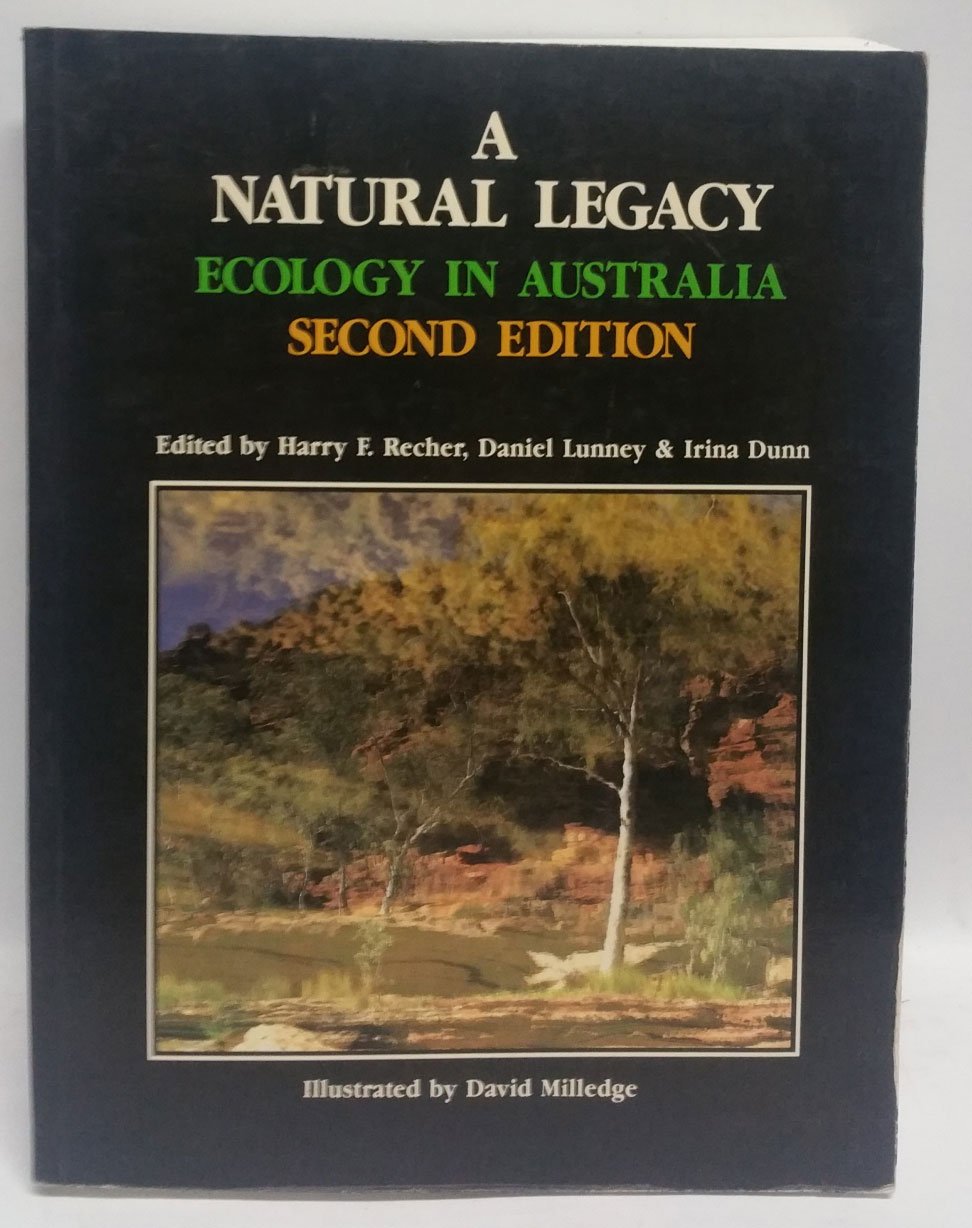 A
NATURAL LEGACY
ECOLOGY IN AUSTRALIA
SECOND EDITION
Edited by Harry F. Recher, Daniel Lunney & Irina Dunn
Illustrated by David Milledge